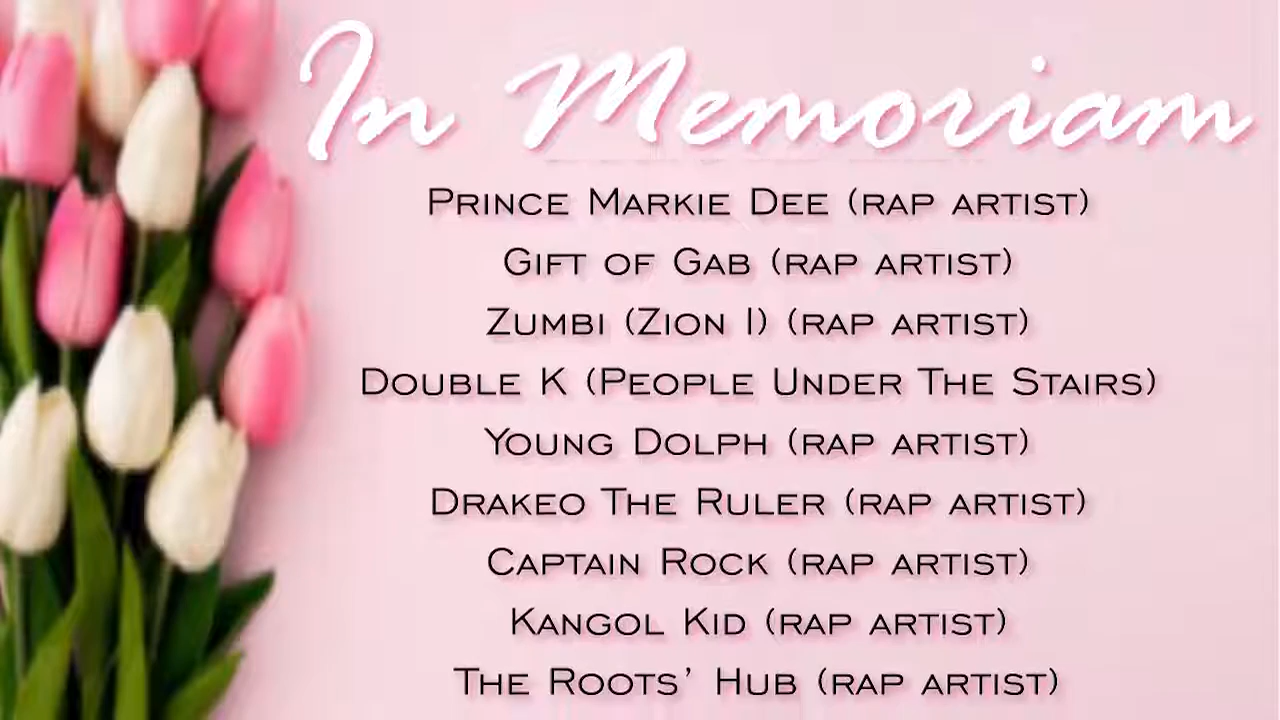 In Memoriam
Prince Markie Dee (rap artist)
Gift of Gab (rap artist)
Zumbi (Zion I) (rap artist)
Double K (People Under The Stairs)
Young Dolph (rap artist)
Drakeo The Ruler (rap artist)
Captain Rock (rap artist)
Kangol Kid (rap artist)
The Roots’ Hub (rap artist)